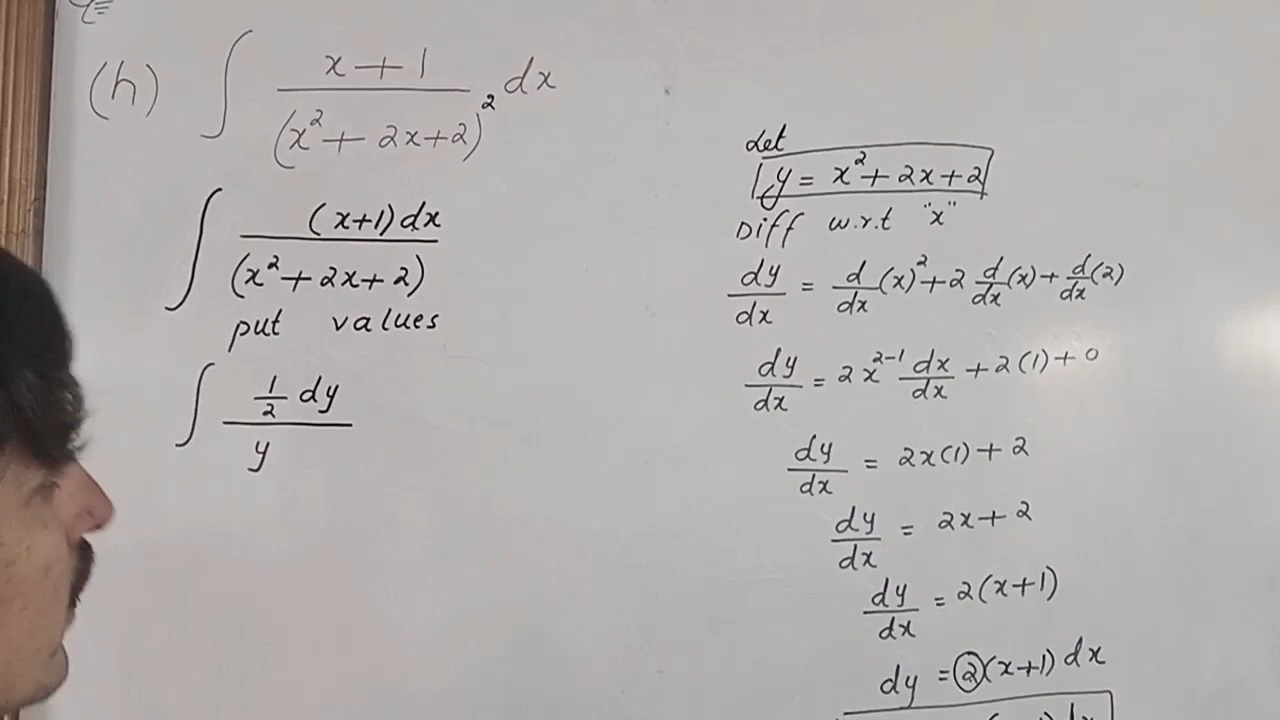 (h) ∫ x+1 / (x²+2x+2)² dx
∫ (x+1)dx / (x²+2x+2)
put values
∫ ½ dy / y
Let
y = x²+2x+2
Diff w.r.t "x"
dy/dx = d/dx (x)² + 2 d/dx (x) + d/dx (2)
dy/dx = 2x²⁻¹ dx/dx + 2(1) + 0
dy/dx = 2x(1) + 2
dy/dx = 2x+2
dy/dx = 2(x+1)
dy = 2(x+1) dx